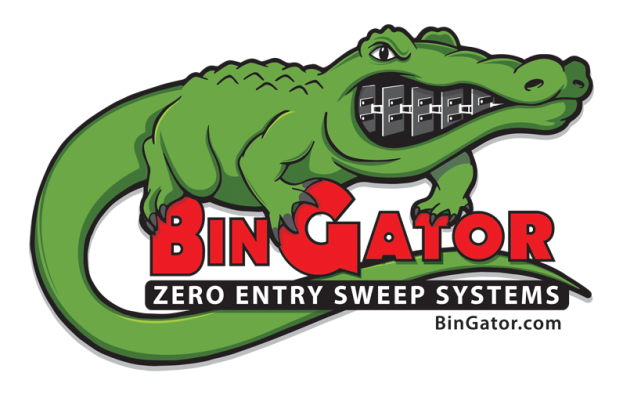 BINGATOR
ZERO ENTRY SWEEP SYSTEMS
BinGator.com